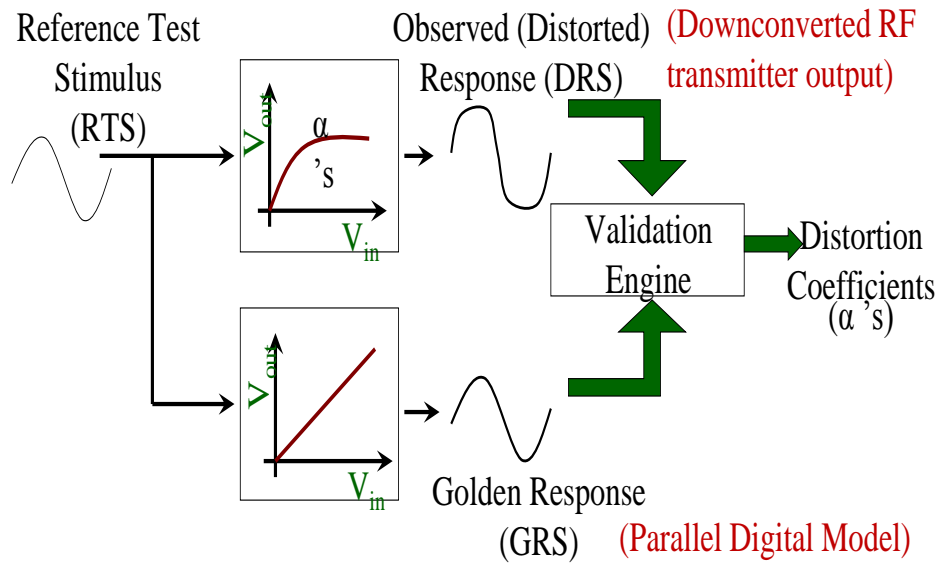 Reference Test
Stimulus
(RTS)
Observed (Distorted)
Response (DRS)
(Downconverted RF
transmitter output)
Vout
α
's
Vin
Validation
Engine
Distortion
Coefficients
(α 's)
Vout
Vin
Golden Response
(GRS)
(Parallel Digital Model)